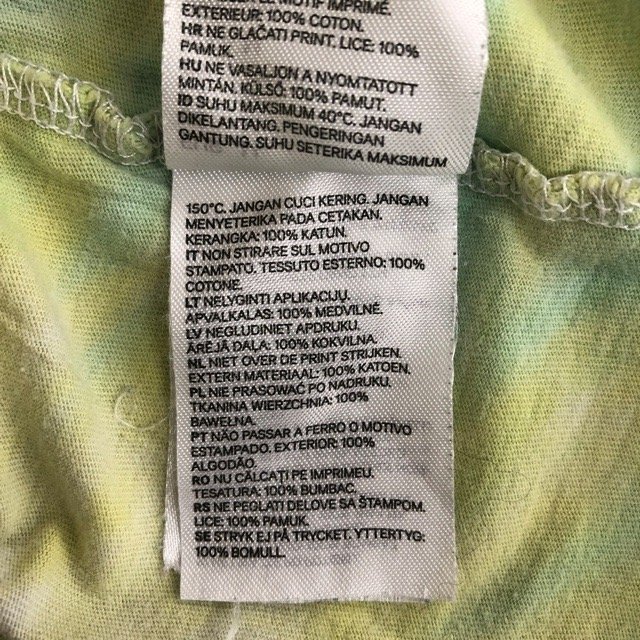 LE MOTIF IMPRIMÉ.
EXTERIEUR: 100% COTON.
HR NE GLAČATI PRINT. LICE: 100%
PAMUK.
HU NE VASALJON A NYOMTATOTT
MINTÁN. KÜLSŐ: 100% PAMUT.
ID SUHU MAKSIMUM 40°C. JANGAN
DIKELANTANG. PENGERINGAN
GANTUNG. SUHU SETERIKA MAKSIMUM
150°C. JANGAN CUCI KERING. JANGAN
MENYETERIKA PADA CETAKAN.
KERANGKA: 100% KATUN.
IT NON STIRARE SUL MOTIVO
STAMPATO. TESSUTO ESTERNO: 100%
COTONE.
LT NELYGINTI APLIKACIJŲ.
APVALKALAS: 100% MEDVILNĖ.
LV NEGLUDINIET APDRUKU.
ĀRĒJĀ DAĻA: 100% KOKVILNA.
NL NIET OVER DE PRINT STRIJKEN.
EXTERN MATERIAAL: 100% KATOEN.
PL NIE PRASOWAĆ PO NADRUKU.
TKANINA WIERZCHNIA: 100%
BAWEŁNA.
PT NÃO PASSAR A FERRO O MOTIVO
ESTAMPADO. EXTERIOR: 100%
ALGODÃO.
RO NU CĂLCAȚI PE IMPRIMEU.
TESATURA: 100% BUMBAC.
RS NE PEGLATI DELOVE SA ŠTAMPOM.
LICE: 100% PAMUK.
SE STRYK EJ PÅ TRYCKET. YTTERTYG:
100% BOMULL.